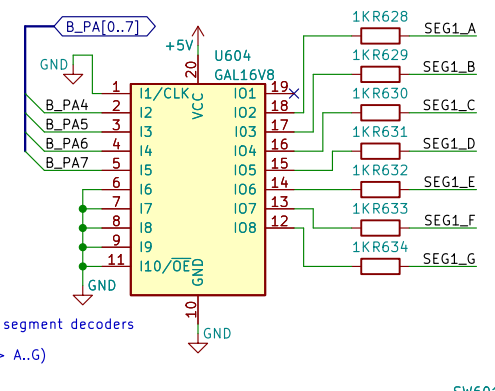 B_PA[0..7]
+5V
GND
U604
GAL16V8
20
VCC
1 I1/CLK
B_PA4 2 I2
B_PA5 3 I3
B_PA6 4 I4
B_PA7 5 I5
6 I6
7 I7
8 I8
9 I9
11 I10/OE
GND
IO1 19
IO2 18
IO3 17
IO4 16
IO5 15
IO6 14
IO7 13
IO8 12
GND
10
GND
1KR628 SEG1_A
1KR629 SEG1_B
1KR630 SEG1_C
1KR631 SEG1_D
1KR632 SEG1_E
1KR633 SEG1_F
1KR634 SEG1_G
segment decoders
> A..G)